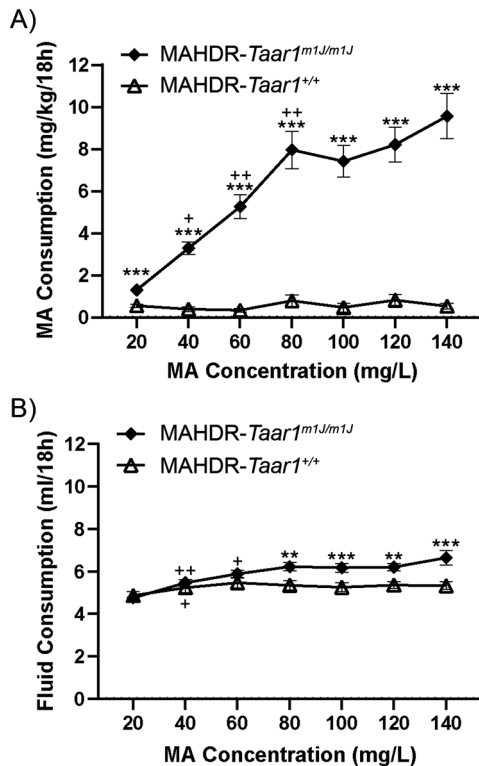 A)
MAHDR-Taar1m1J/m1J
MAHDR-Taar1+/+
MA Consumption (mg/kg/18h)
12
10
8
6
4
2
0
***
+
***
++
***
++
***
***
***
***
20 40 60 80 100 120 140
MA Concentration (mg/L)
B)
MAHDR-Taar1m1J/m1J
MAHDR-Taar1+/+
Fluid Consumption (ml/18h)
12
10
8
6
4
2
0
++
+
+
**
***
**
***
20 40 60 80 100 120 140
MA Concentration (mg/L)